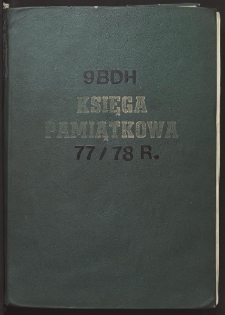 9BDH
KSIĘGA
PAMIĄTKOWA
77/78 R.